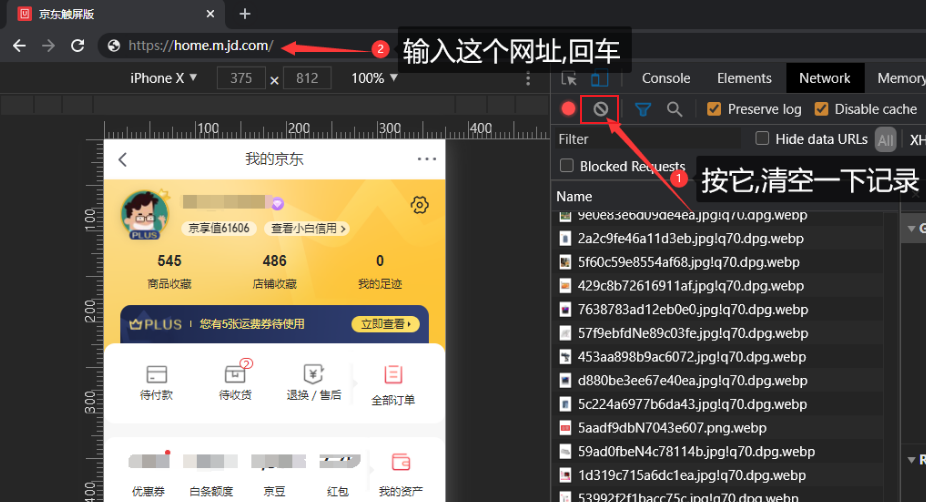 京东触屏版
https://home.m.jd.com/
2
输入这个网址,回车
iPhone X
375
×
812
100%
Console
Elements
Network
Memory
Preserve log
Disable cache
Filter
Hide data URLs
All
XH
Blocked Requests
1
按它,清空一下记录
Name
9e0e83e6d09de4ea.jpg!q70.dpg.webp
2a2c9fe46a11d3eb.jpg!q70.dpg.webp
5f60c59e8554af68.jpg!q70.dpg.webp
429c8b72616911af.jpg!q70.dpg.webp
7638783ad12eb0e0.jpg!q70.dpg.webp
57f9ebfdNe89c03fe.jpg!q70.dpg.webp
453aa898b9ac6072.jpg!q70.dpg.webp
d880be3ee67e40ea.jpg!q70.dpg.webp
5c224a6977b6da43.jpg!q70.dpg.webp
5aadf9dbN7043e607.png.webp
59ad0fbeN4c78114b.jpg!q70.dpg.webp
1d319c715a6dc1ea.jpg!q70.dpg.webp
53992f2f1bacc75c.jpg!q70.dpg.webp
100
200
300
400
100
200
300
400
我的京东
PLUS
京享值61606
查看小白信用
545
486
0
商品收藏
店铺收藏
我的足迹
PLUS
您有5张运费券待使用
立即查看
2
待付款
待收货
退换 / 售后
全部订单
优惠券
白条额度
京豆
红包
我的资产